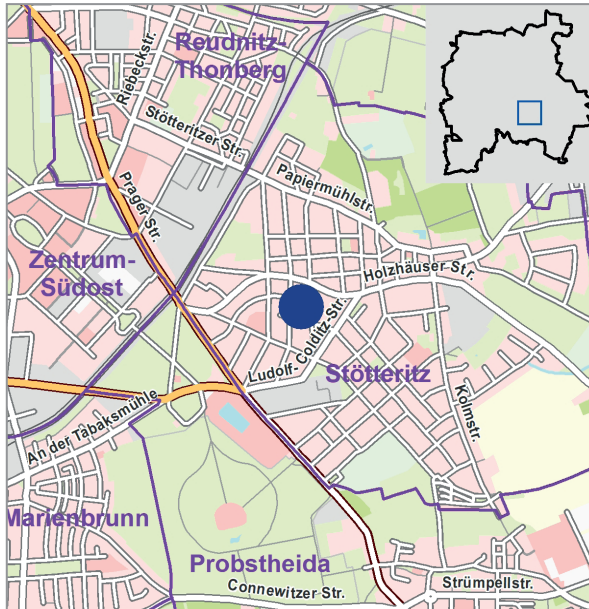 Reudnitz-
Thonberg
Riebeckstr.
Stötteritzer Str.
Prager Str.
Papiermühlstr.
Zentrum-
Südost
Holzhäuser Str.
Ludolf-Colditz-Str.
Stötteritz
Kolmstr.
An der Tabaksmühle
Marienbrunn
Probstheida
Connewitzer Str.
Strümpellstr.